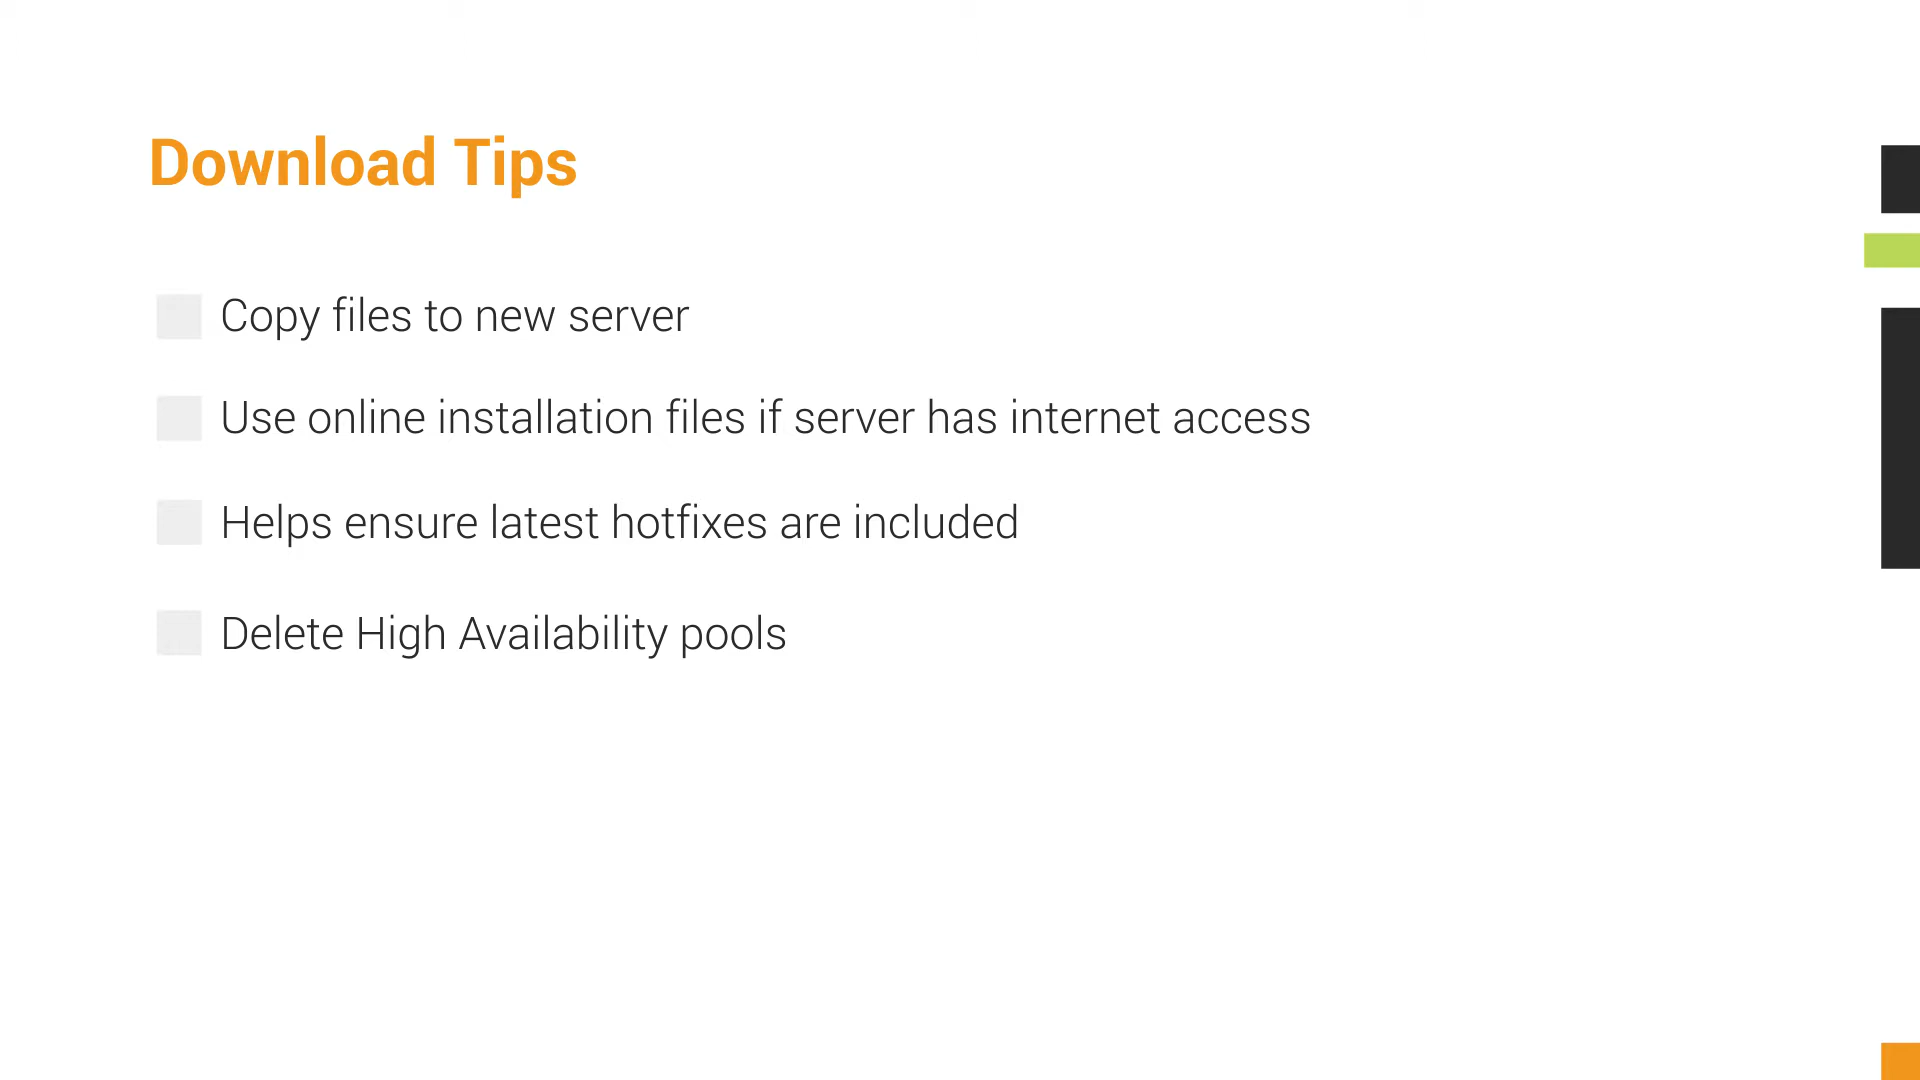 Download Tips
Copy files to new server
Use online installation files if server has internet access
Helps ensure latest hotfixes are included
Delete High Availability pools